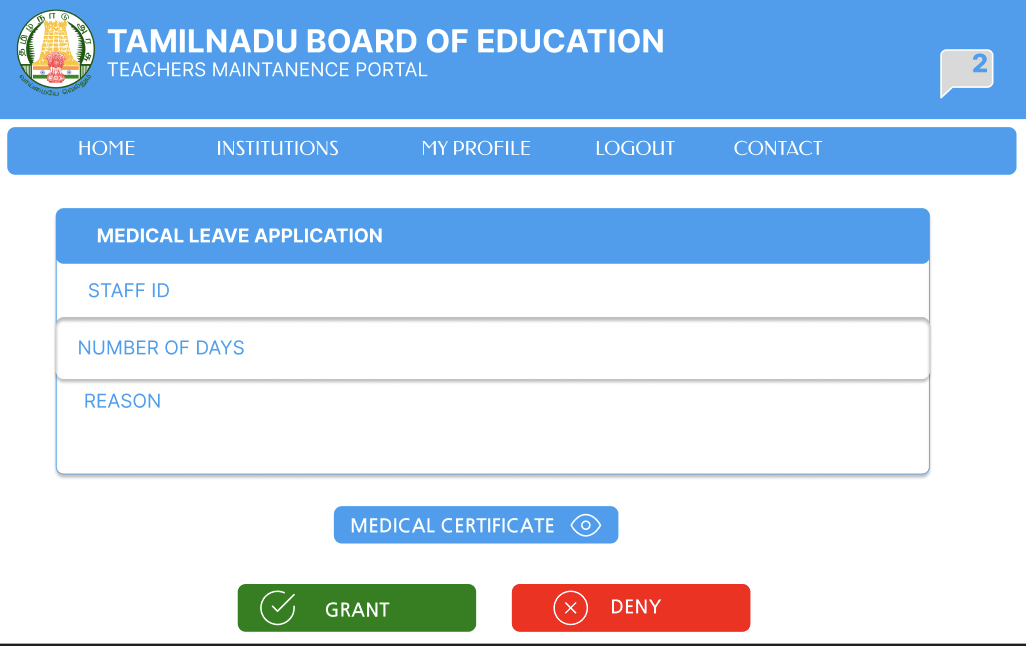 TAMILNADU BOARD OF EDUCATION
TEACHERS MAINTANENCE PORTAL
2
HOME INSTITUTIONS MY PROFILE LOGOUT CONTACT
MEDICAL LEAVE APPLICATION
STAFF ID
NUMBER OF DAYS
REASON
MEDICAL CERTIFICATE
GRANT DENY